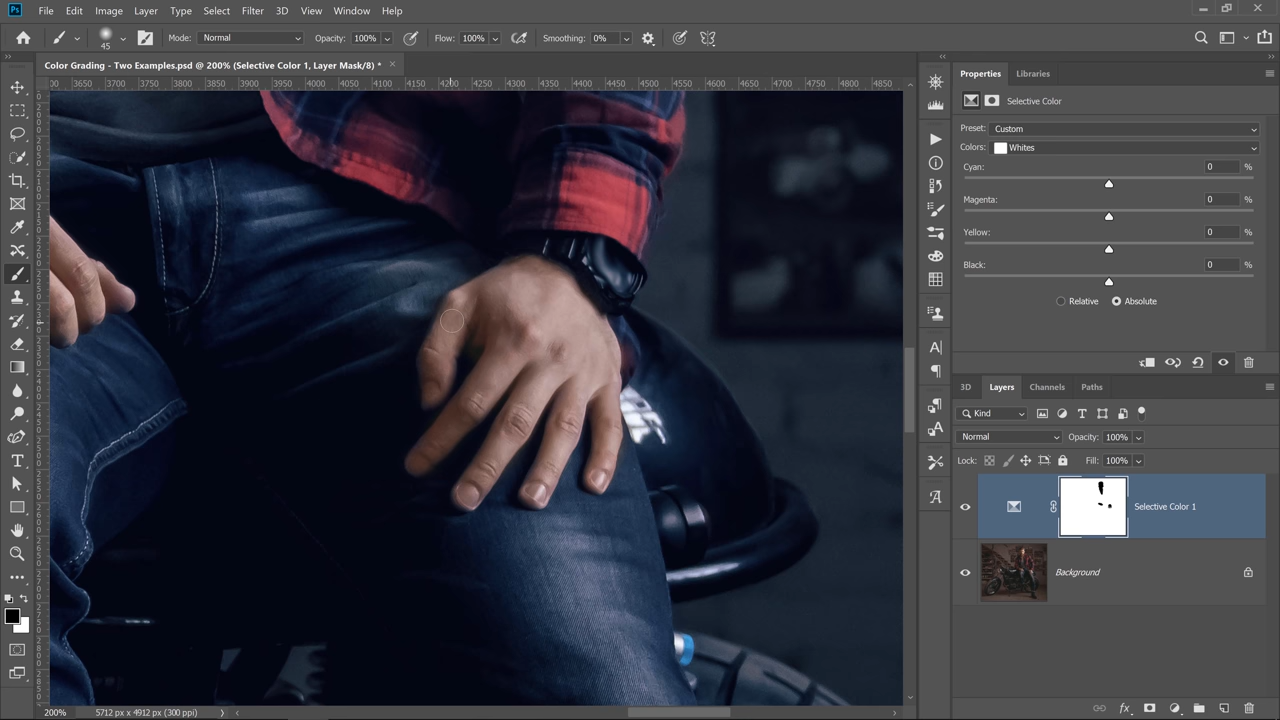 Ps File Edit Image Layer Type Select Filter 3D View Window Help
45 Mode: Normal Opacity: 100% Flow: 100% Smoothing: 0%
Color Grading - Two Examples.psd @ 200% (Selective Color 1, Layer Mask/8) *
3650 3700 3750 3800 3850 3900 3950 4000 4050 4100 4150 4200 4250 4300 4350 4400 4450 4500 4550 4600 4650 4700 4750 4800 4850
Properties Libraries
Selective Color
Preset: Custom
Colors: Whites
Cyan: 0 %
Magenta: 0 %
Yellow: 0 %
Black: 0 %
Relative Absolute
3D Layers Channels Paths
Kind
Normal Opacity: 100%
Lock: Fill: 100%
Selective Color 1
Background
200% 5712 px x 4912 px (300 ppi)